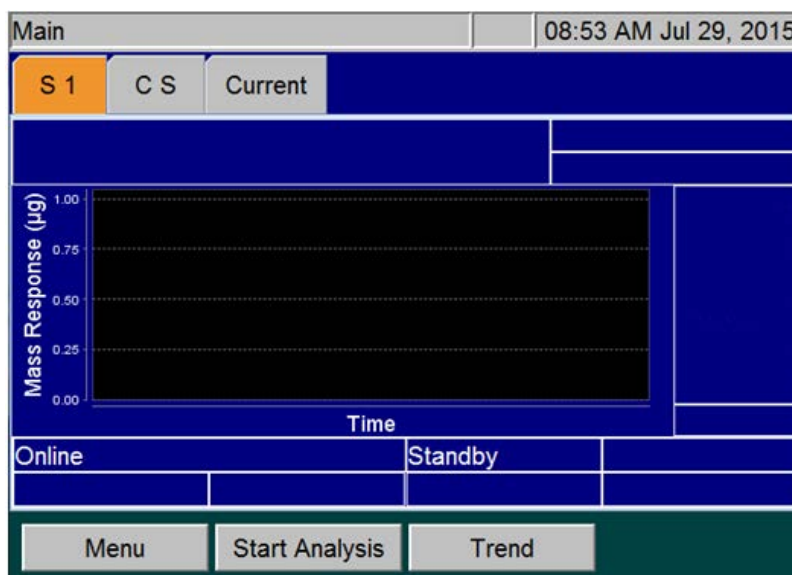 Main 08:53 AM Jul 29, 2015
S 1 C S Current
Mass Response (µg)
1.00
0.75
0.50
0.25
0.00
Time
Online Standby
Menu Start Analysis Trend